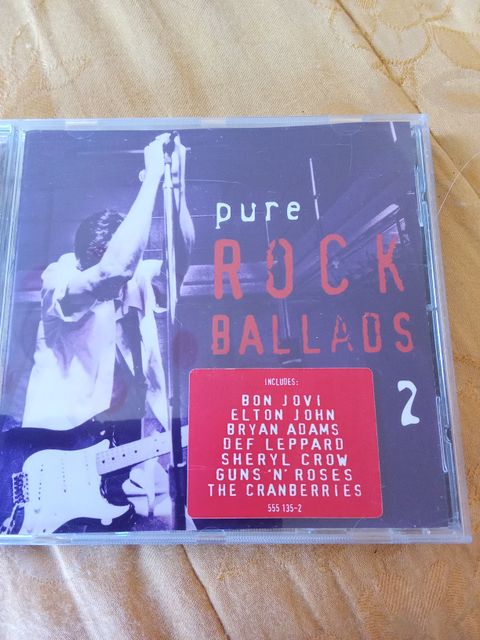 pure
ROCK
BALLADS
2
INCLUDES:
BON JOVI
ELTON JOHN
BRYAN ADAMS
DEF LEPPARD
SHERYL CROW
GUNS 'N' ROSES
THE CRANBERRIES
555 135-2